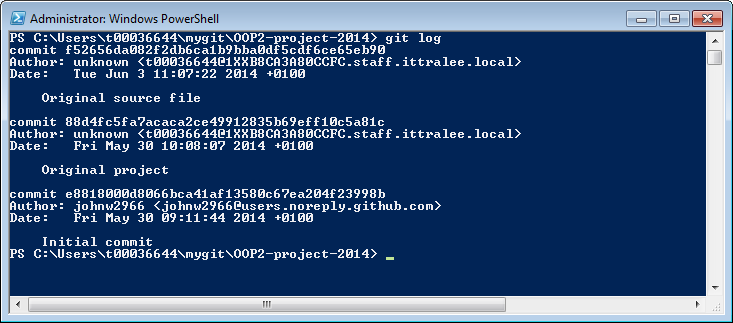 Administrator: Windows PowerShell
PS C:\Users\t00036644\mygit\OOP2-project-2014> git log
commit f52656da082f2db6ca1b9bba0df5cdf6ce65eb90
Author: unknown <t00036644@1XXB8CA3A80CCFC.staff.ittralee.local>
Date:   Tue Jun 3 11:07:22 2014 +0100
    Original source file
commit 88d4fc5fa7acaca2ce49912835b69eff10c5a81c
Author: unknown <t00036644@1XXB8CA3A80CCFC.staff.ittralee.local>
Date:   Fri May 30 10:08:07 2014 +0100
    Original project
commit e8818000d8066bca41af13580c67ea204f23998b
Author: johnw2966 <johnw2966@users.noreply.github.com>
Date:   Fri May 30 09:11:44 2014 +0100
    Initial commit
PS C:\Users\t00036644\mygit\OOP2-project-2014> _